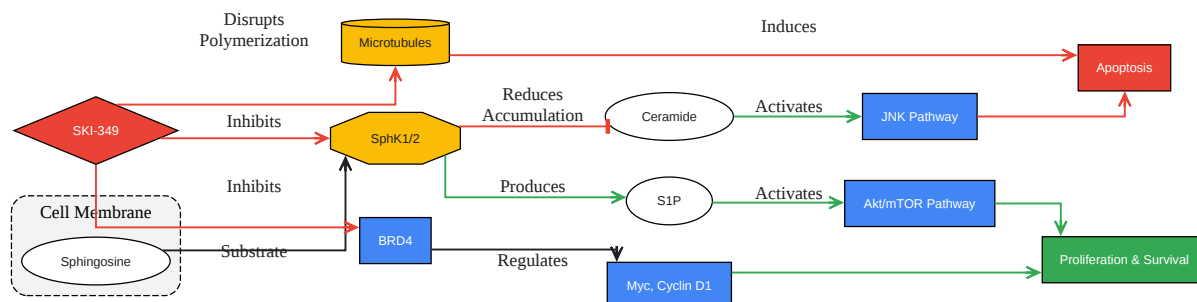 Disrupts
Polymerization
Microtubules
Induces
Apoptosis
SKI-349
Inhibits
SphK1/2
Reduces
Accumulation
Ceramide
Activates
JNK Pathway
Inhibits
Produces
S1P
Activates
Akt/mTOR Pathway
Cell Membrane
Sphingosine
Substrate
BRD4
Regulates
Myc, Cyclin D1
Proliferation & Survival